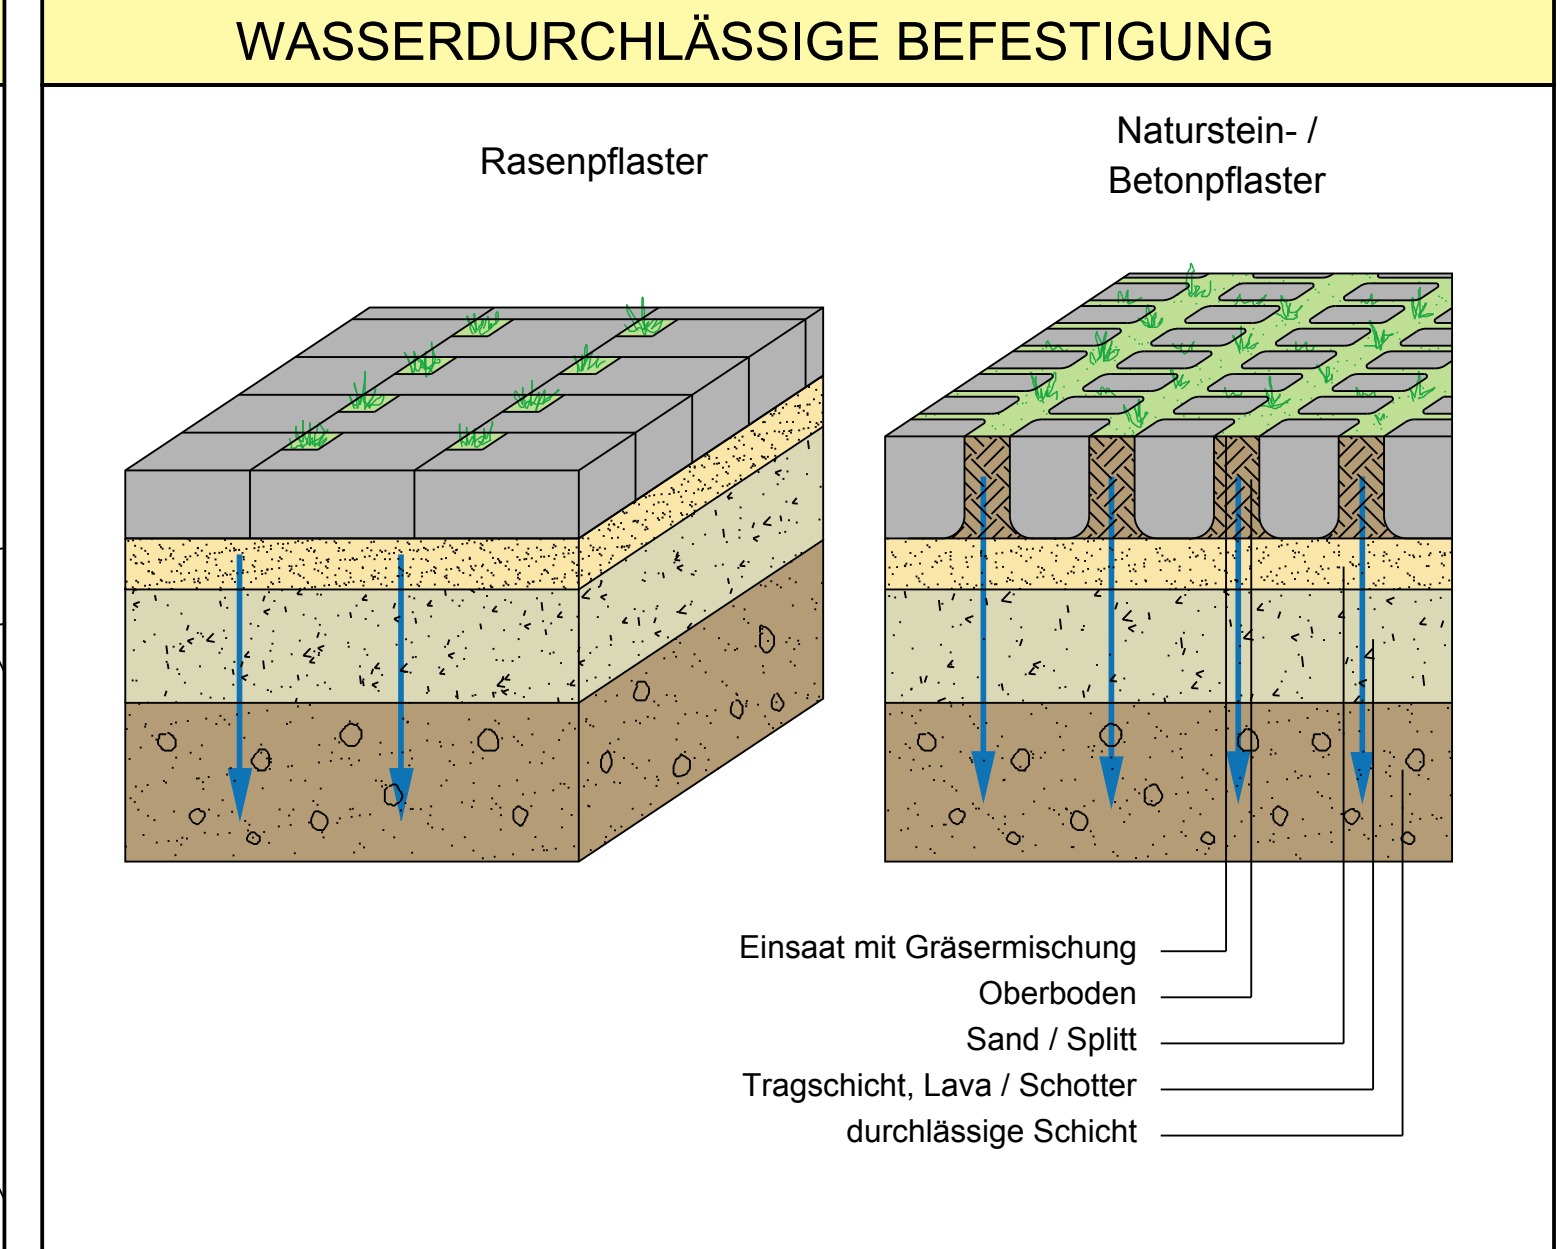 WASSERDURCHLÄSSIGE BEFESTIGUNG
Rasenpflaster
Naturstein- /
Betonpflaster
Einsaat mit Gräsermischung
Oberboden
Sand / Splitt
Tragschicht, Lava / Schotter
durchlässige Schicht